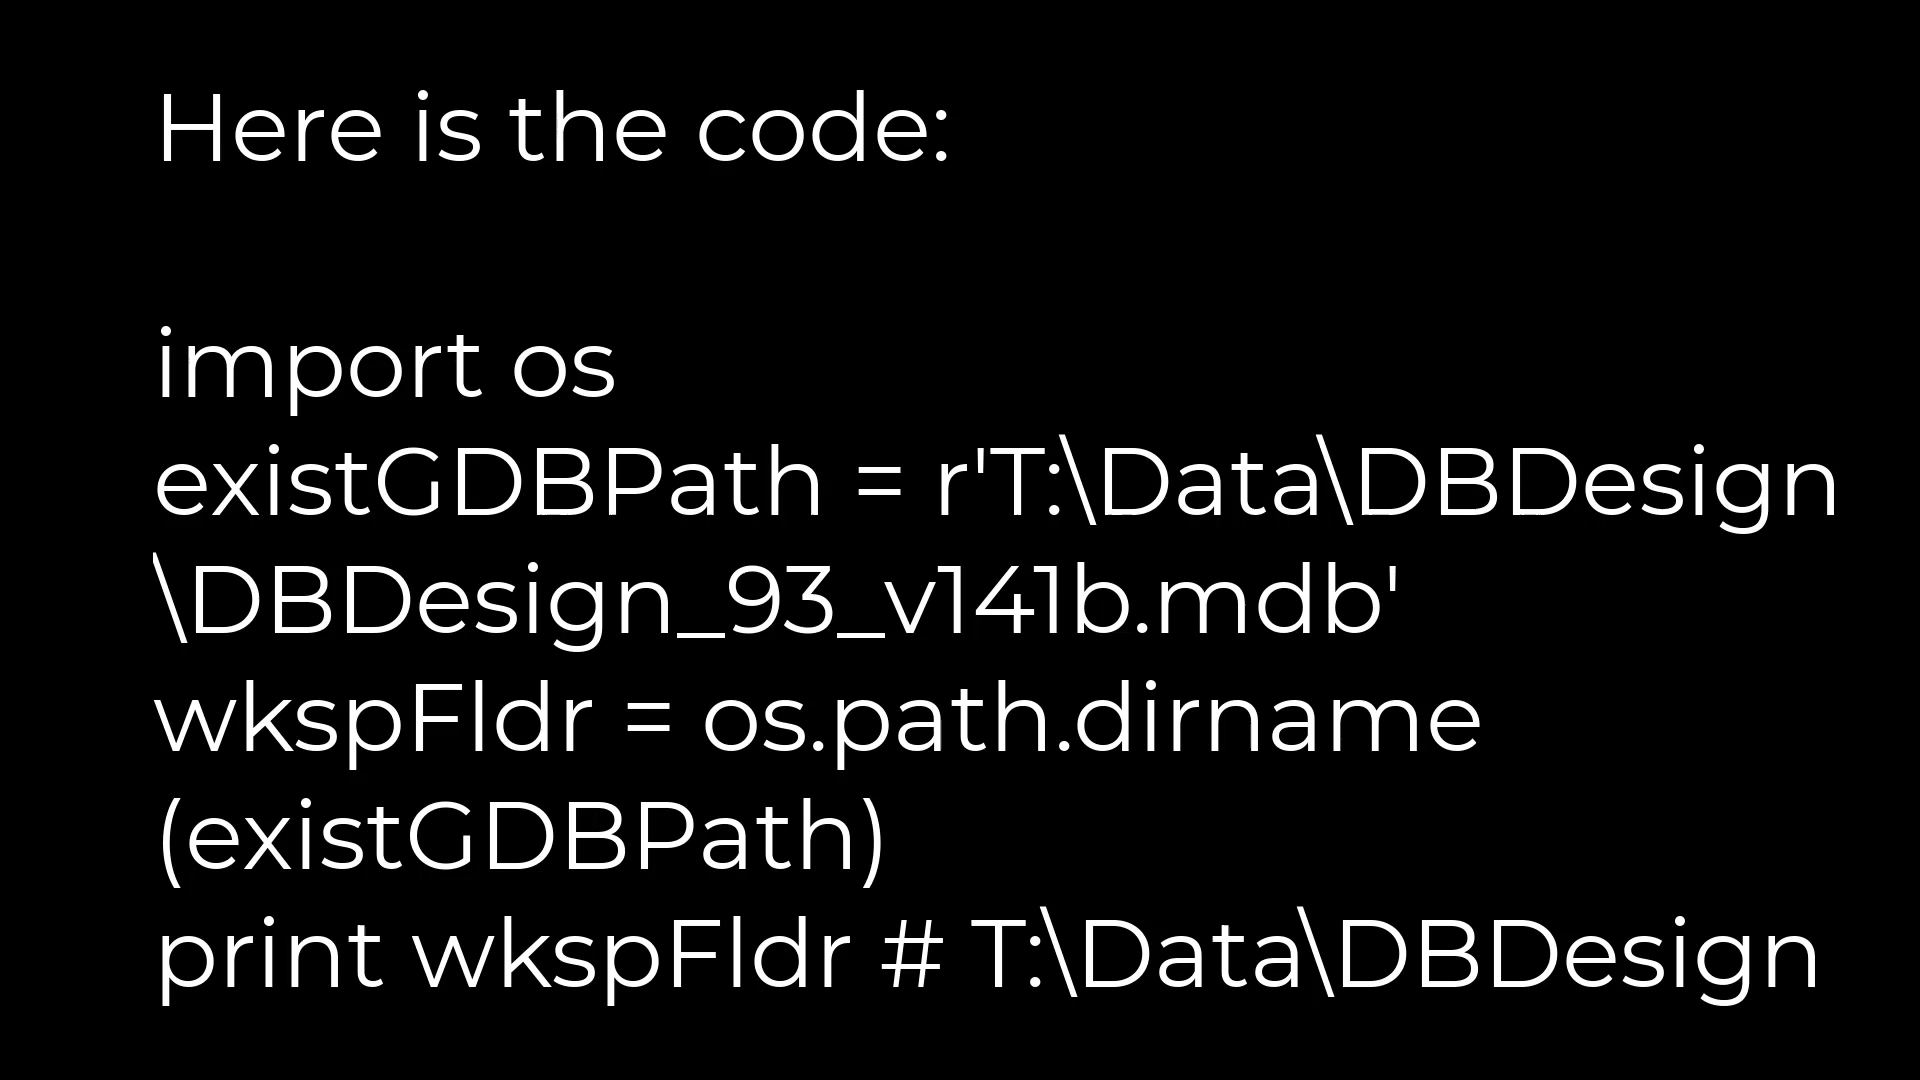 Here is the code:
import os
existGDBPath = r'T:\Data\DBDesign
\DBDesign_93_v141b.mdb'
wkspFldr = os.path.dirname
(existGDBPath)
print wkspFldr # T:\Data\DBDesign